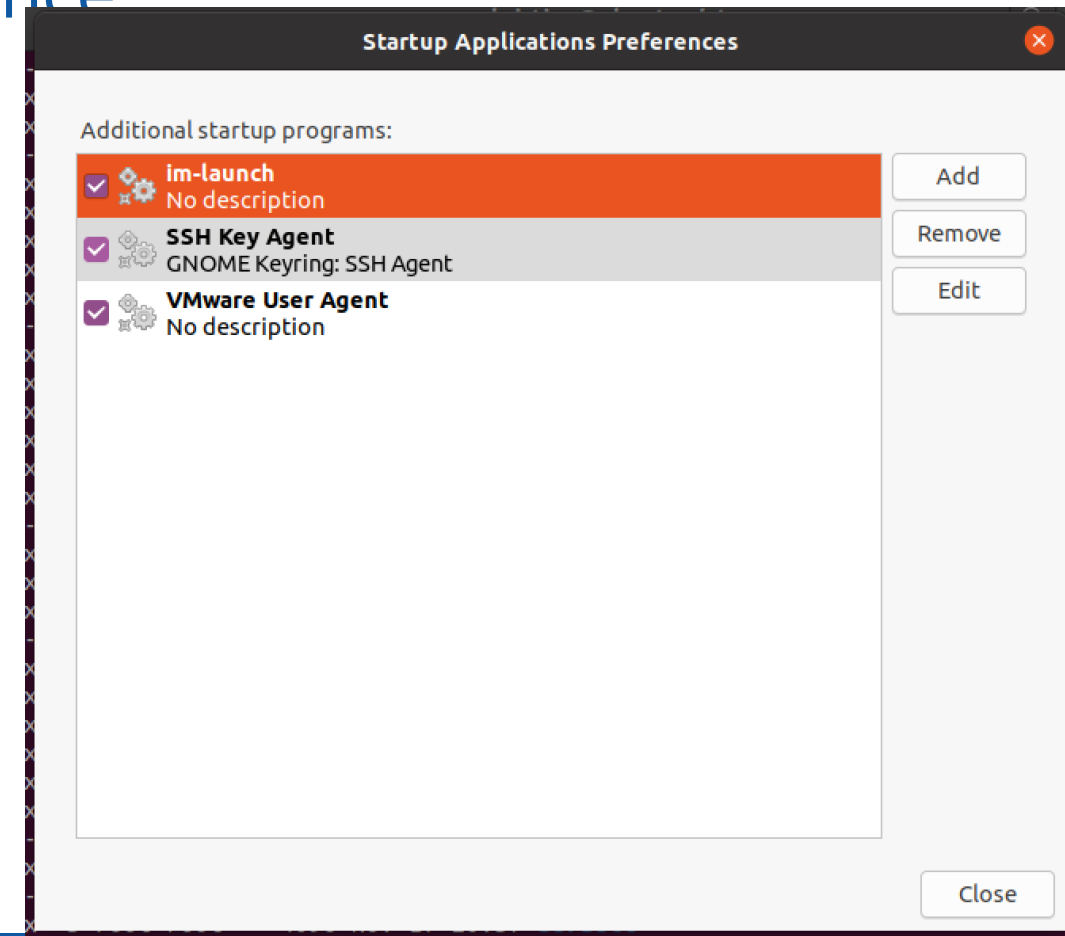 Startup Applications Preferences
Additional startup programs:
im-launch
No description
SSH Key Agent
GNOME Keyring: SSH Agent
VMware User Agent
No description
Add
Remove
Edit
Close